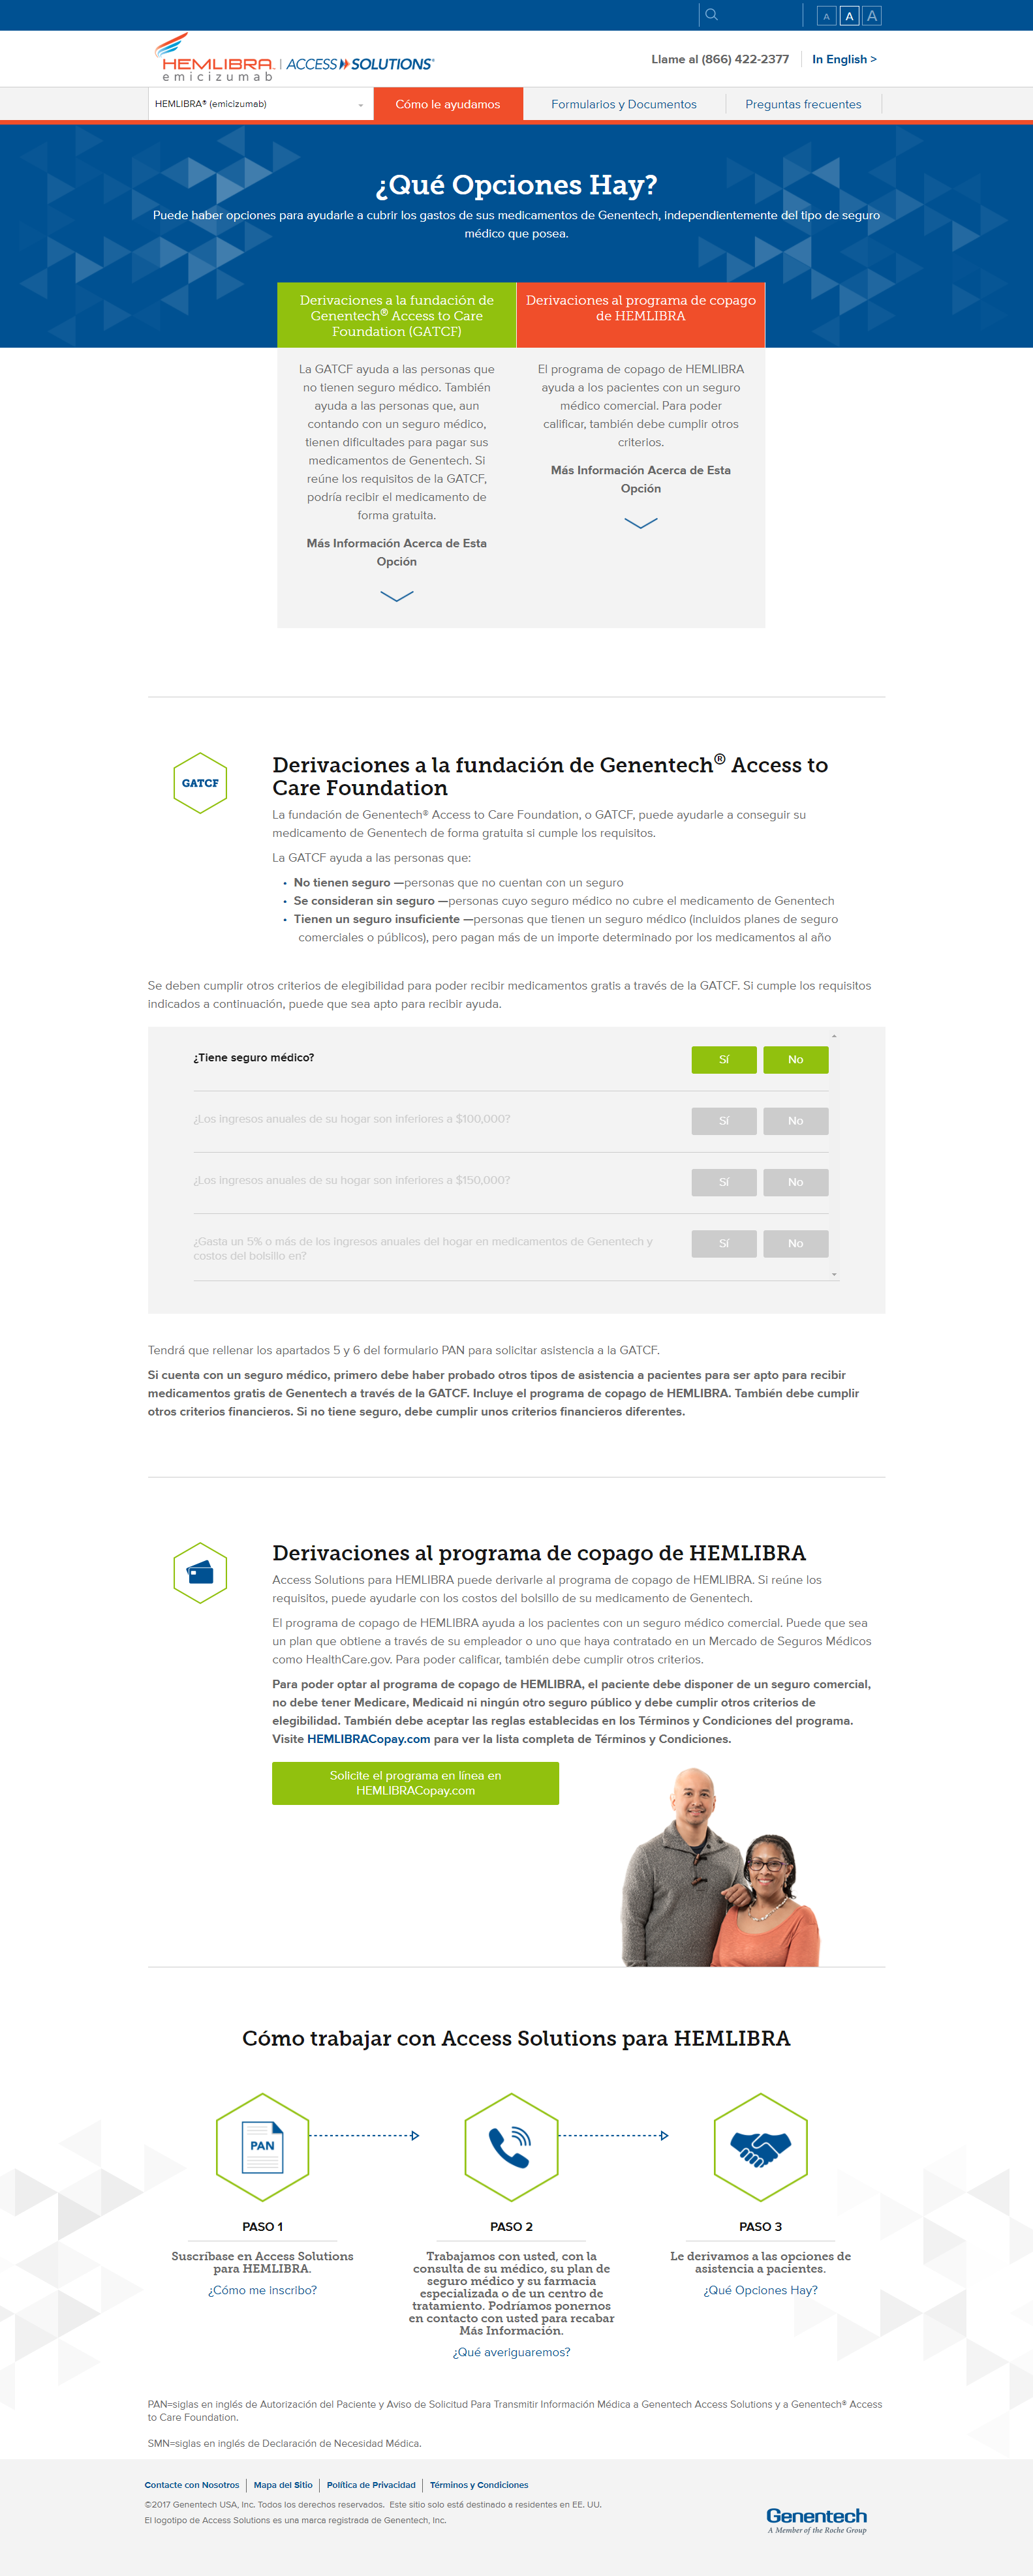 A A A
HEMLIBRA™ | ACCESS SOLUTIONS®
emicizumab
Llame al (866) 422-2377
In English >
HEMLIBRA® (emicizumab)
Cómo le ayudamos
Formularios y Documentos
Preguntas frecuentes
¿Qué Opciones Hay?
Puede haber opciones para ayudarle a cubrir los gastos de sus medicamentos de Genentech, independientemente del tipo de seguro
médico que posea.
Derivaciones a la fundación de
Genentech® Access to Care
Foundation (GATCF)
La GATCF ayuda a las personas que
no tienen seguro médico. También
ayuda a las personas que, aun
contando con un seguro médico,
tienen dificultades para pagar sus
medicamentos de Genentech. Si
reúne los requisitos de la GATCF,
podría recibir el medicamento de
forma gratuita.
Más Información Acerca de Esta
Opción
Derivaciones al programa de copago
de HEMLIBRA
El programa de copago de HEMLIBRA
ayuda a los pacientes con un seguro
médico comercial. Para poder
calificar, también debe cumplir otros
criterios.
Más Información Acerca de Esta
Opción
GATCF
Derivaciones a la fundación de Genentech® Access to
Care Foundation
La fundación de Genentech® Access to Care Foundation, o GATCF, puede ayudarle a conseguir su
medicamento de Genentech de forma gratuita si cumple los requisitos.
La GATCF ayuda a las personas que:
• No tienen seguro —personas que no cuentan con un seguro
• Se consideran sin seguro —personas cuyo seguro médico no cubre el medicamento de Genentech
• Tienen un seguro insuficiente —personas que tienen un seguro médico (incluidos planes de seguro
comerciales o públicos), pero pagan más de un importe determinado por los medicamentos al año
Se deben cumplir otros criterios de elegibilidad para poder recibir medicamentos gratis a través de la GATCF. Si cumple los requisitos
indicados a continuación, puede que sea apto para recibir ayuda.
¿Tiene seguro médico?
Sí No
¿Los ingresos anuales de su hogar son inferiores a $100,000?
Sí No
¿Los ingresos anuales de su hogar son inferiores a $150,000?
Sí No
¿Gasta un 5% o más de los ingresos anuales del hogar en medicamentos de Genentech y
costos del bolsillo en?
Sí No
Tendrá que rellenar los apartados 5 y 6 del formulario PAN para solicitar asistencia a la GATCF.
Si cuenta con un seguro médico, primero debe haber probado otros tipos de asistencia a pacientes para ser apto para recibir
medicamentos gratis de Genentech a través de la GATCF. Incluye el programa de copago de HEMLIBRA. También debe cumplir
otros criterios financieros. Si no tiene seguro, debe cumplir unos criterios financieros diferentes.
Derivaciones al programa de copago de HEMLIBRA
Access Solutions para HEMLIBRA puede derivarle al programa de copago de HEMLIBRA. Si reúne los
requisitos, puede ayudarle con los costos del bolsillo de su medicamento de Genentech.
El programa de copago de HEMLIBRA ayuda a los pacientes con un seguro médico comercial. Puede que sea
un plan que obtiene a través de su empleador o uno que haya contratado en un Mercado de Seguros Médicos
como HealthCare.gov. Para poder calificar, también debe cumplir otros criterios.
Para poder optar al programa de copago de HEMLIBRA, el paciente debe disponer de un seguro comercial,
no debe tener Medicare, Medicaid ni ningún otro seguro público y debe cumplir otros criterios de
elegibilidad. También debe aceptar las reglas establecidas en los Términos y Condiciones del programa.
Visite HEMLIBRACopay.com para ver la lista completa de Términos y Condiciones.
Solicite el programa en línea en
HEMLIBRACopay.com
Cómo trabajar con Access Solutions para HEMLIBRA
PAN
PASO 1
Suscríbase en Access Solutions
para HEMLIBRA.
¿Cómo me inscribo?
PASO 2
Trabajamos con usted, con la
consulta de su médico, su plan de
seguro médico y su farmacia
especializada o de un centro de
tratamiento. Podríamos ponernos
en contacto con usted para recabar
Más Información.
¿Qué averiguaremos?
PASO 3
Le derivamos a las opciones de
asistencia a pacientes.
¿Qué Opciones Hay?
PAN=siglas en inglés de Autorización del Paciente y Aviso de Solicitud Para Transmitir Información Médica a Genentech Access Solutions y a Genentech® Access
to Care Foundation.
SMN=siglas en inglés de Declaración de Necesidad Médica.
Contacte con Nosotros | Mapa del Sitio | Política de Privacidad | Términos y Condiciones
©2017 Genentech USA, Inc. Todos los derechos reservados. Este sitio solo está destinado a residentes en EE. UU.
El logotipo de Access Solutions es una marca registrada de Genentech, Inc.
Genentech
A Member of the Roche Group